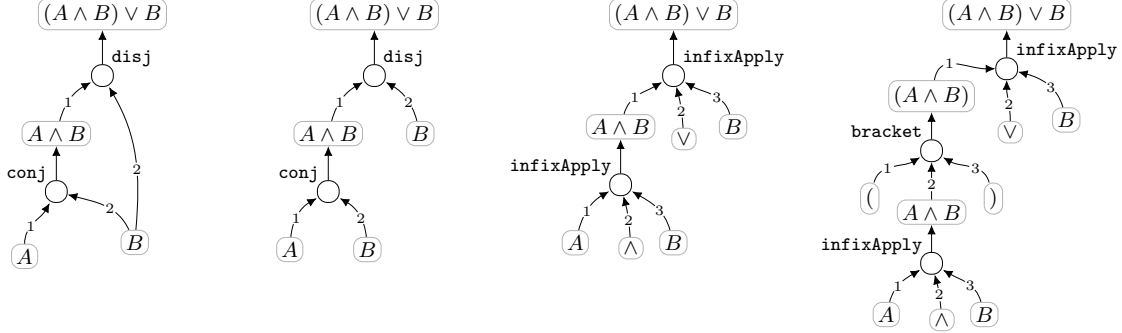 (A ∧ B) ∨ B
disj
1
A ∧ B
2
conj
1
2
A
B
(A ∧ B) ∨ B
disj
1
2
A ∧ B
B
conj
1
2
A
B
(A ∧ B) ∨ B
infixApply
1
2
3
A ∧ B
∨
B
infixApply
1
2
3
A
∧
B
(A ∧ B) ∨ B
infixApply
1
2
3
(A ∧ B)
∨
B
bracket
1
2
3
(
)
A ∧ B
infixApply
1
2
3
A
∧
B